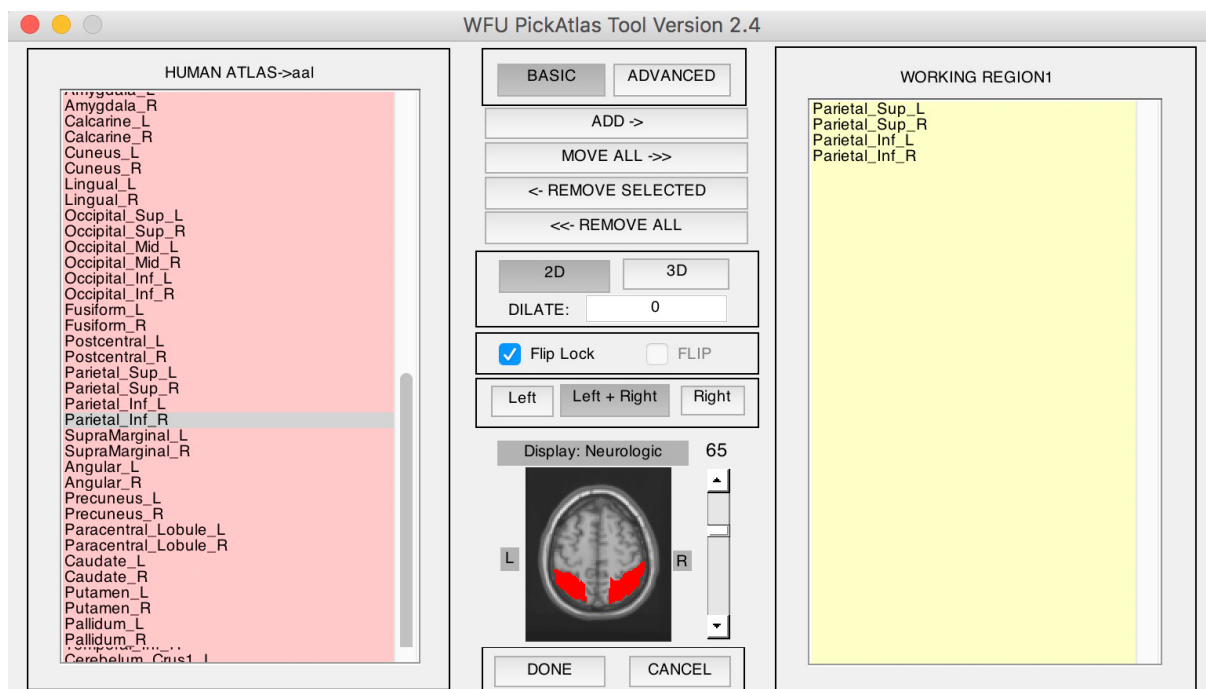 WFU PickAtlas Tool Version 2.4
HUMAN ATLAS->aal
Amygdala_L
Amygdala_R
Calcarine_L
Calcarine_R
Cuneus_L
Cuneus_R
Lingual_L
Lingual_R
Occipital_Sup_L
Occipital_Sup_R
Occipital_Mid_L
Occipital_Mid_R
Occipital_Inf_L
Occipital_Inf_R
Fusiform_L
Fusiform_R
Postcentral_L
Postcentral_R
Parietal_Sup_L
Parietal_Sup_R
Parietal_Inf_L
Parietal_Inf_R
SupraMarginal_L
SupraMarginal_R
Angular_L
Angular_R
Precuneus_L
Precuneus_R
Paracentral_Lobule_L
Paracentral_Lobule_R
Caudate_L
Caudate_R
Putamen_L
Putamen_R
Pallidum_L
Pallidum_R
Cerebelum_Crus1_L
BASIC ADVANCED
ADD ->
MOVE ALL ->>
<- REMOVE SELECTED
<<- REMOVE ALL
2D 3D
DILATE: 0
Flip Lock FLIP
Left Left + Right Right
Display: Neurologic 65
L R
DONE CANCEL
WORKING REGION1
Parietal_Sup_L
Parietal_Sup_R
Parietal_Inf_L
Parietal_Inf_R